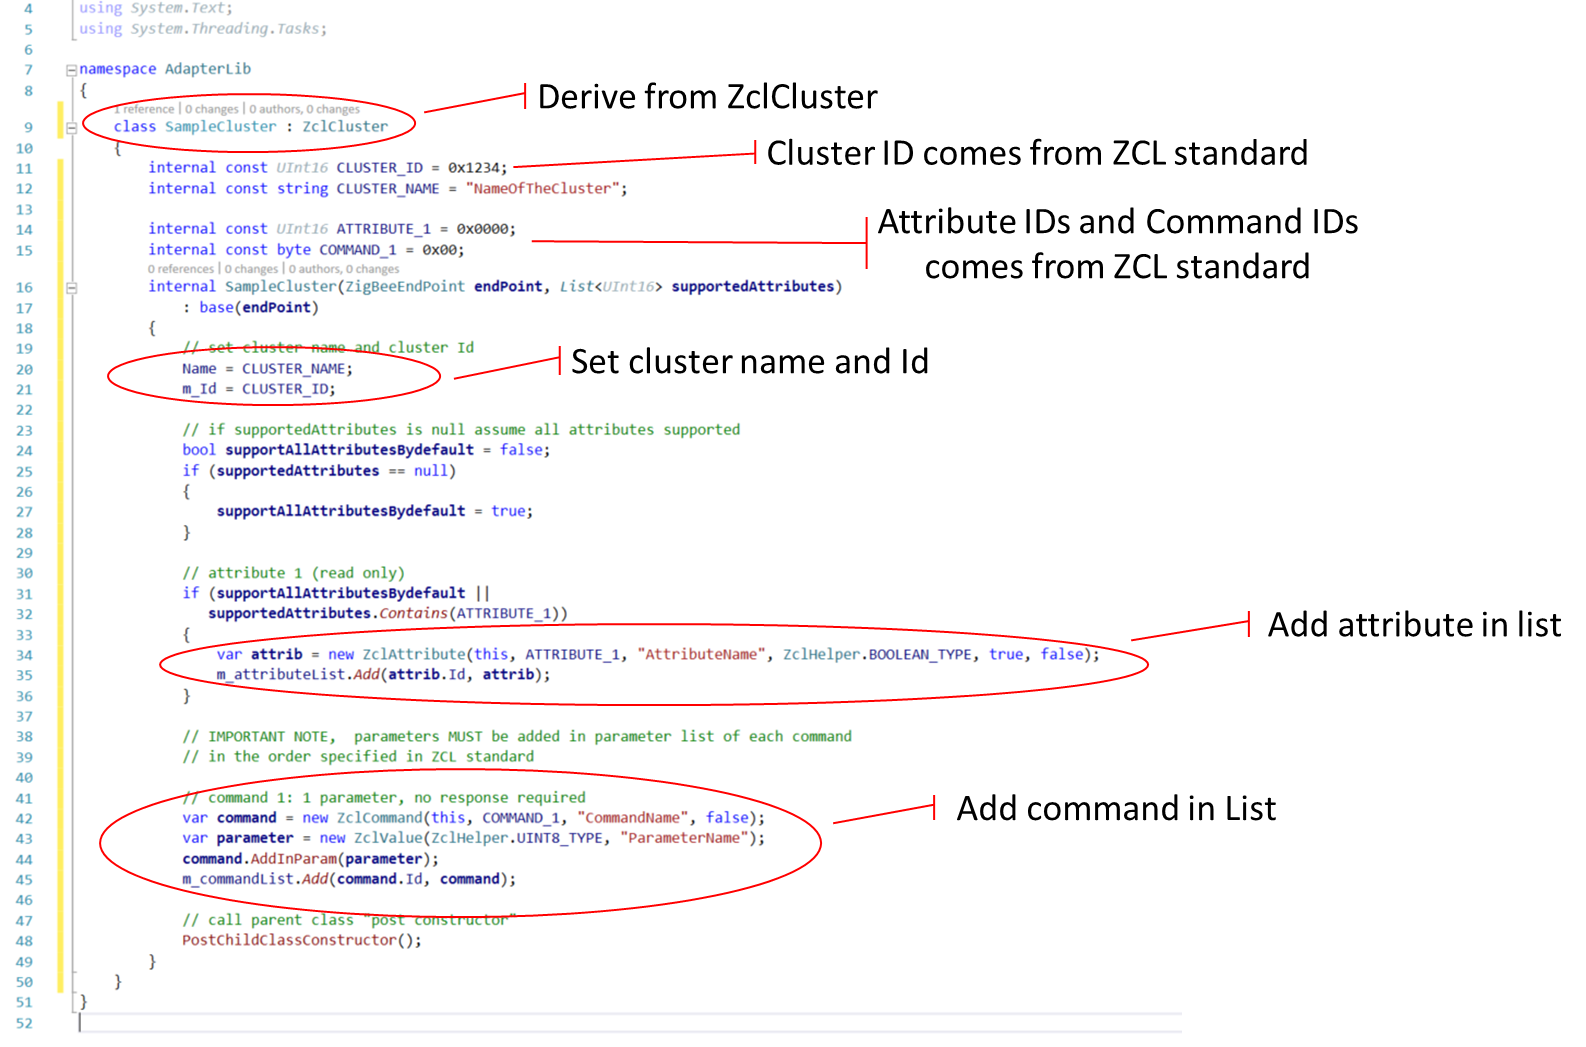 4 using System.Text;
5 using System.Threading.Tasks;
6
7 namespace AdapterLib
8 {
1 reference | 0 changes | 0 authors, 0 changes
9 class SampleCluster : ZclCluster
10 {
11 internal const UInt16 CLUSTER_ID = 0x1234;
12 internal const string CLUSTER_NAME = "NameOfTheCluster";
13
14 internal const UInt16 ATTRIBUTE_1 = 0x0000;
15 internal const byte COMMAND_1 = 0x00;
0 references | 0 changes | 0 authors, 0 changes
16 internal SampleCluster(ZigBeeEndPoint endPoint, List<UInt16> supportedAttributes)
17 : base(endPoint)
18 {
19 // set cluster name and cluster Id
20 Name = CLUSTER_NAME;
21 m_Id = CLUSTER_ID;
22
23 // if supportedAttributes is null assume all attributes supported
24 bool supportAllAttributesBydefault = false;
25 if (supportedAttributes == null)
26 {
27 supportAllAttributesBydefault = true;
28 }
29
30 // attribute 1 (read only)
31 if (supportAllAttributesBydefault ||
32 supportedAttributes.Contains(ATTRIBUTE_1))
33 {
34 var attrib = new ZclAttribute(this, ATTRIBUTE_1, "AttributeName", ZclHelper.BOOLEAN_TYPE, true, false);
35 m_attributeList.Add(attrib.Id, attrib);
36 }
37
38 // IMPORTANT NOTE,  parameters MUST be added in parameter list of each command
39 // in the order specified in ZCL standard
40
41 // command 1: 1 parameter, no response required
42 var command = new ZclCommand(this, COMMAND_1, "CommandName", false);
43 var parameter = new ZclValue(ZclHelper.UINT8_TYPE, "ParameterName");
44 command.AddInParam(parameter);
45 m_commandList.Add(command.Id, command);
46
47 // call parent class "post constructor"
48 PostChildClassConstructor();
49 }
50 }
51 }
52
Derive from ZclCluster
Cluster ID comes from ZCL standard
Attribute IDs and Command IDs
comes from ZCL standard
Set cluster name and Id
Add attribute in list
Add command in List